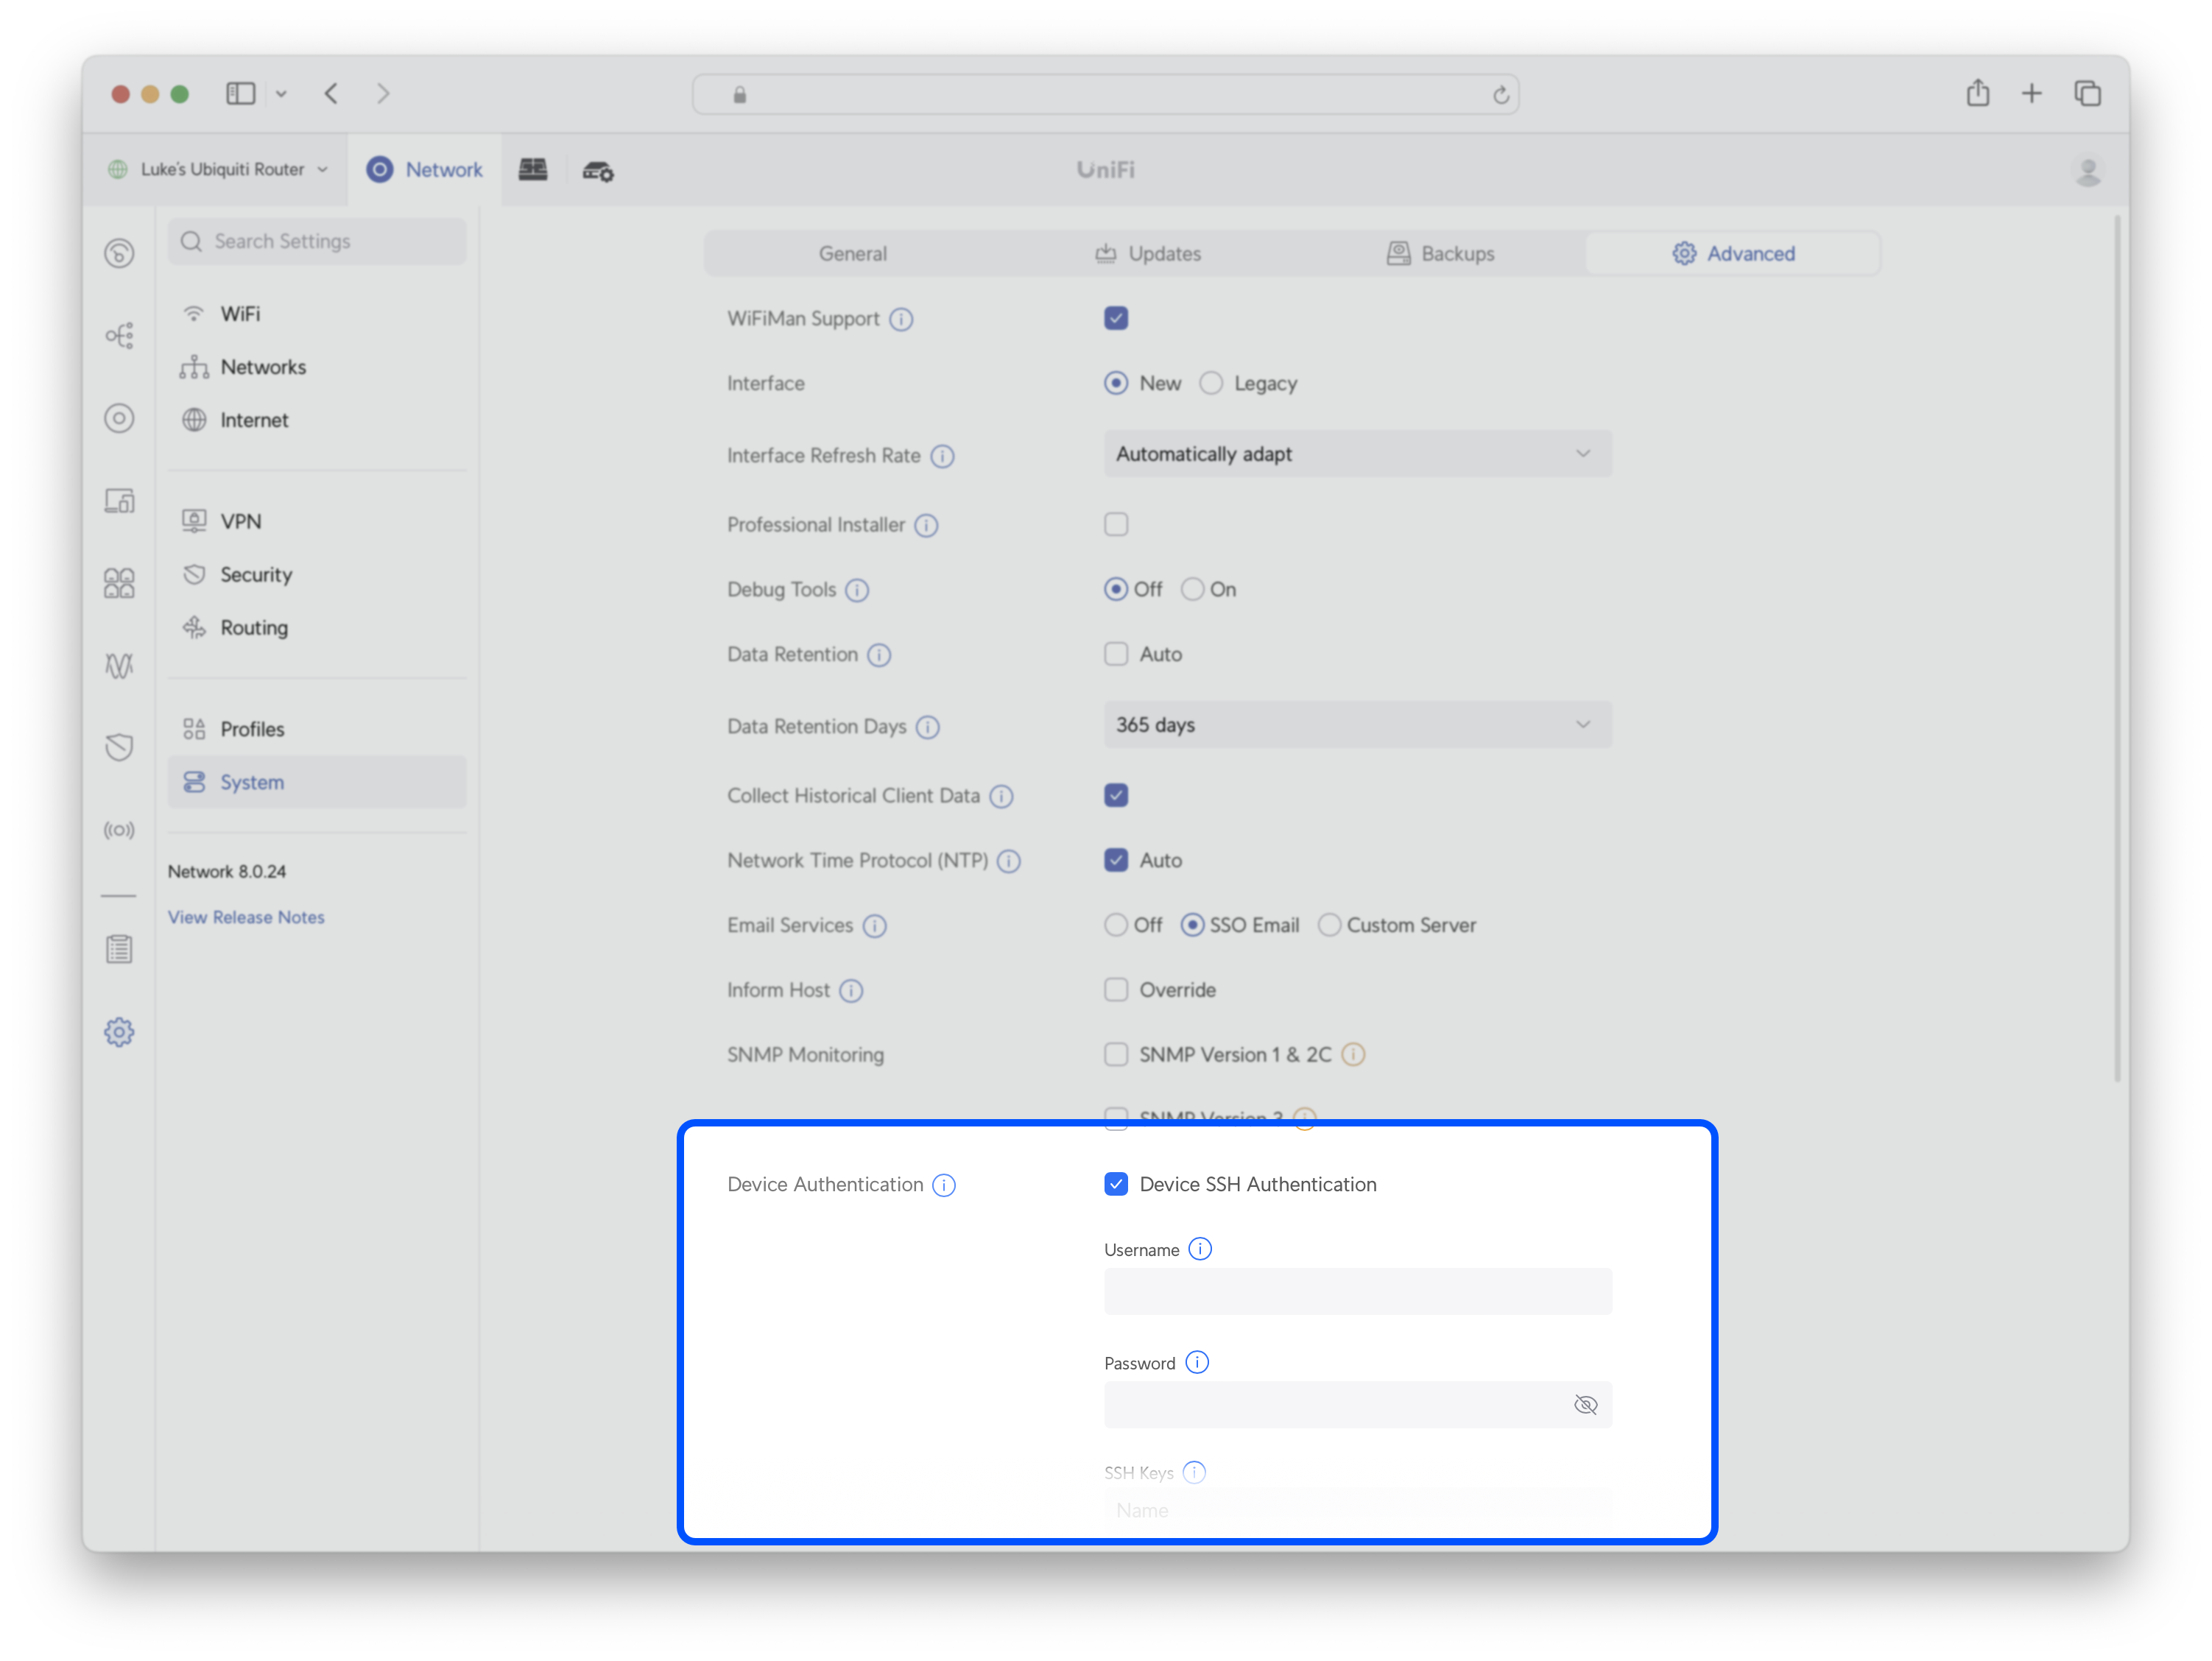 Luke's Ubiquiti Router
Network
UniFi
Search Settings
WiFi
Networks
Internet
VPN
Security
Routing
Profiles
System
Network 8.0.24
View Release Notes
General Updates Backups Advanced
WiFiMan Support
Interface New Legacy
Interface Refresh Rate Automatically adapt
Professional Installer
Debug Tools Off On
Data Retention Auto
Data Retention Days 365 days
Collect Historical Client Data
Network Time Protocol (NTP) Auto
Email Services Off SSO Email Custom Server
Inform Host Override
SNMP Monitoring SNMP Version 1 & 2C
SNMP Version 3
Device Authentication Device SSH Authentication
Username
Password
SSH Keys
Name